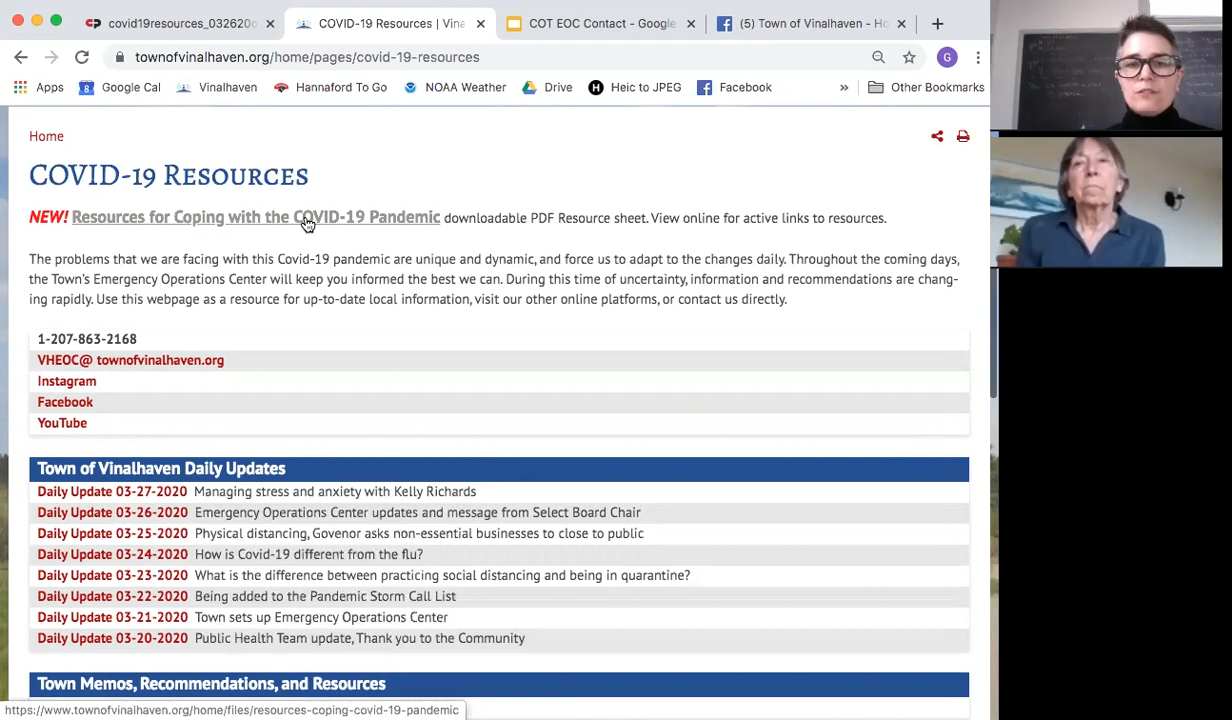 covid19resources_032620
COVID-19 Resources | Vina
COT EOC Contact - Google
(5) Town of Vinalhaven - Ho
townofvinalhaven.org/home/pages/covid-19-resources
G
Apps
8 Google Cal
Vinalhaven
Hannaford To Go
NOAA Weather
Drive
H Heic to JPEG
Facebook
»
Other Bookmarks
Home
COVID-19 Resources
NEW! Resources for Coping with the COVID-19 Pandemic downloadable PDF Resource sheet. View online for active links to resources.
The problems that we are facing with this Covid-19 pandemic are unique and dynamic, and force us to adapt to the changes daily. Throughout the coming days,
the Town's Emergency Operations Center will keep you informed the best we can. During this time of uncertainty, information and recommendations are chang-
ing rapidly. Use this webpage as a resource for up-to-date local information, visit our other online platforms, or contact us directly.
1-207-863-2168
VHEOC@ townofvinalhaven.org
Instagram
Facebook
YouTube
Town of Vinalhaven Daily Updates
Daily Update 03-27-2020 Managing stress and anxiety with Kelly Richards
Daily Update 03-26-2020 Emergency Operations Center updates and message from Select Board Chair
Daily Update 03-25-2020 Physical distancing, Govenor asks non-essential businesses to close to public
Daily Update 03-24-2020 How is Covid-19 different from the flu?
Daily Update 03-23-2020 What is the difference between practicing social distancing and being in quarantine?
Daily Update 03-22-2020 Being added to the Pandemic Storm Call List
Daily Update 03-21-2020 Town sets up Emergency Operations Center
Daily Update 03-20-2020 Public Health Team update, Thank you to the Community
Town Memos, Recommendations, and Resources
https://www.townofvinalhaven.org/home/files/resources-coping-covid-19-pandemic